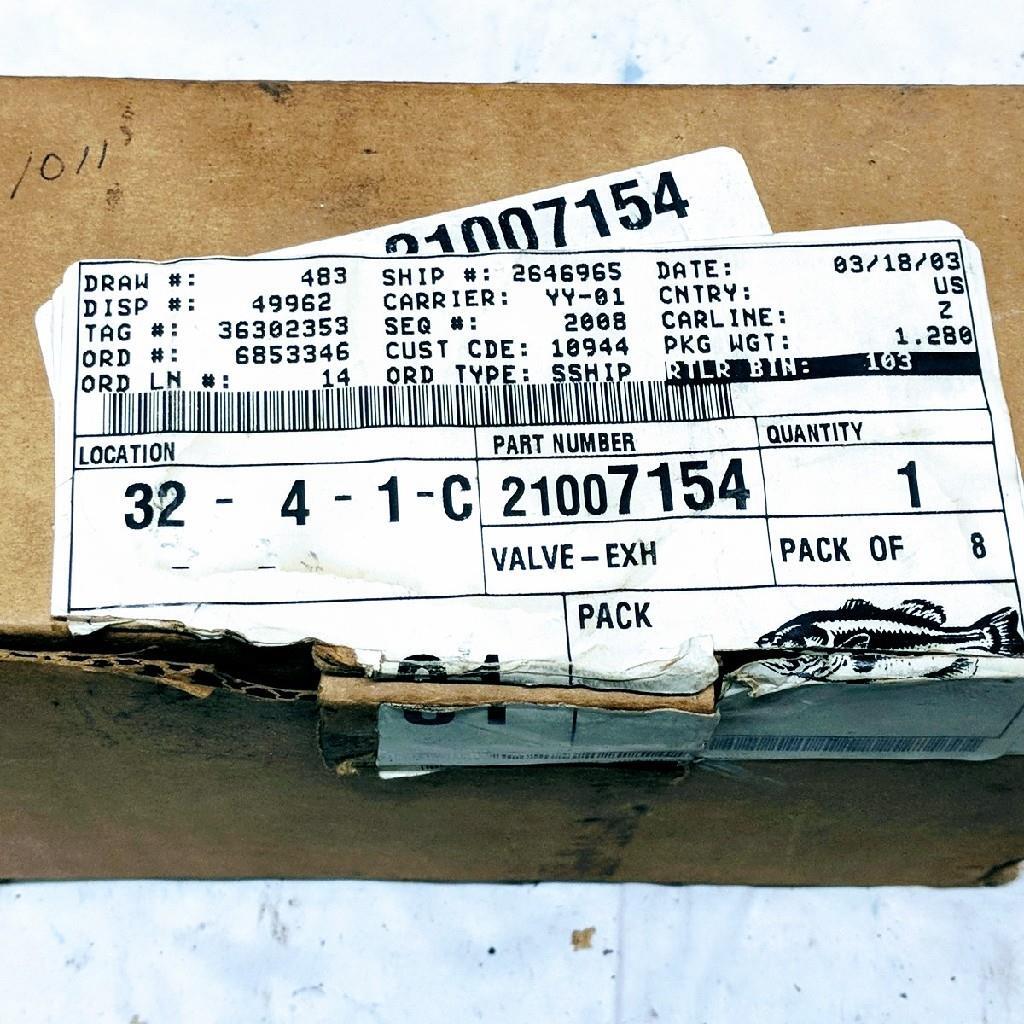 1011
21007154
DRAW #: 483 SHIP #: 2646965 DATE: 03/18/03
DISP #: 49962 CARRIER: YY-01 CNTRY: US
TAG #: 36302353 SEQ #: 2008 CARLINE: Z
ORD #: 6853346 CUST CDE: 10944 PKG WGT: 1.280
ORD LN #: 14 ORD TYPE: SSHIP RTLR BIN: 103
LOCATION PART NUMBER QUANTITY
32 - 4 - 1 - C 21007154 1
VALVE-EXH PACK OF 8
PACK